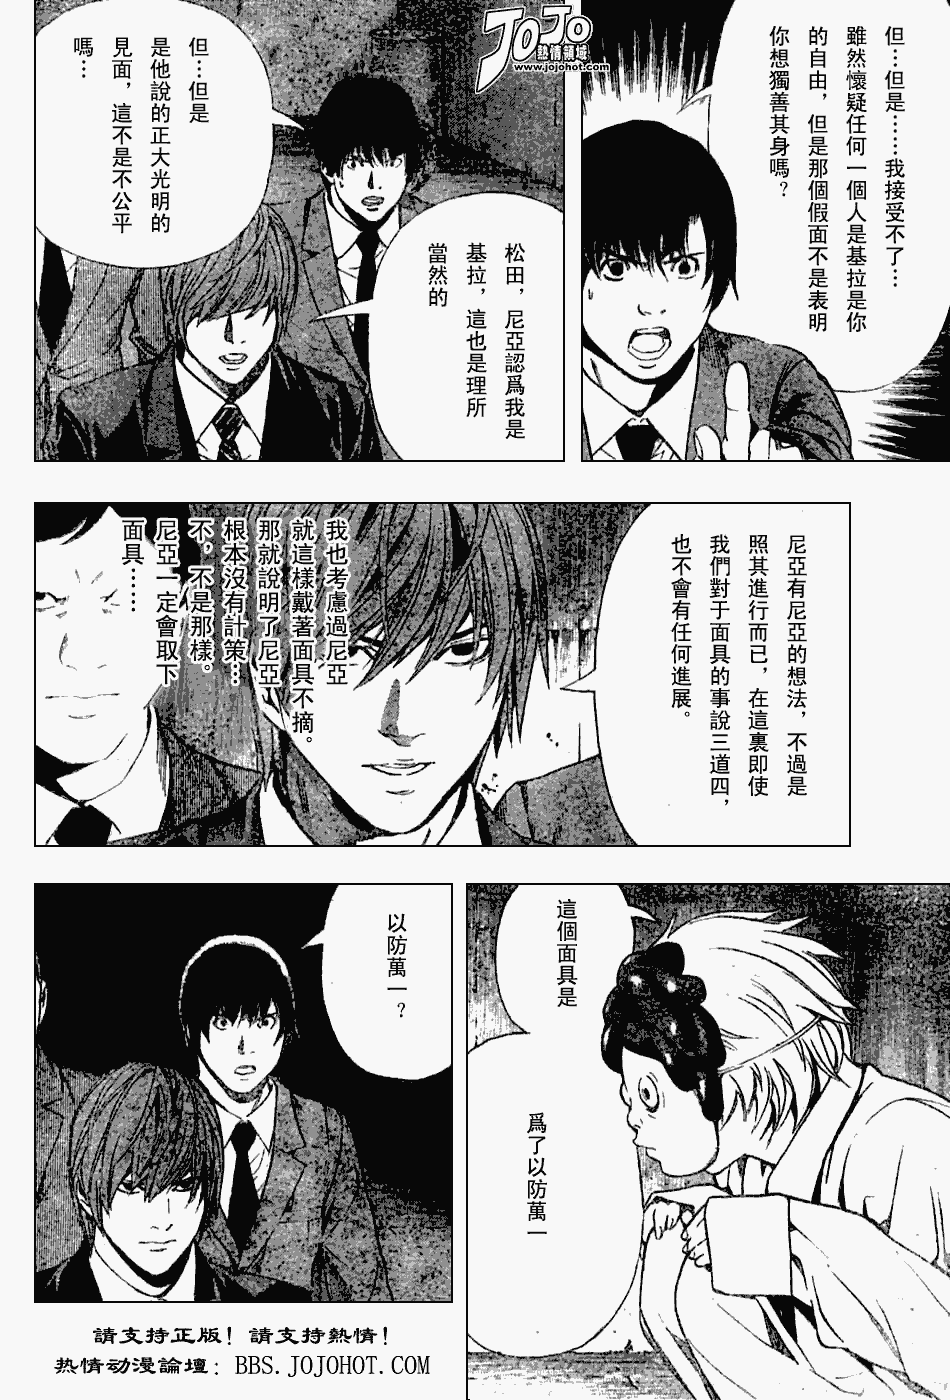 JOJO
熱情領域
www.jojohot.com
但…但是……我接受不了…
雖然懷疑任何一個人是基拉是你
的自由，但是那個假面不是表明
你想獨善其身嗎？
松田，尼亞認爲我是
基拉，這也是理所
當然的
但…但是
是他說的正大光明的
見面，這不是不公平
嗎…
尼亞有尼亞的想法，不過是
照其進行而已，在這裏即使
我們對于面具的事說三道四，
也不會有任何進展。
我也考慮過尼亞
就這樣戴著面具不摘。
那就說明了尼亞
根本沒有計策…
不，不是那樣。
尼亞一定會取下
面具……
這個面具是
爲了以防萬一
以防萬一？
請支持正版！請支持熱情！
热情动漫論壇：BBS.JOJOHOT.COM